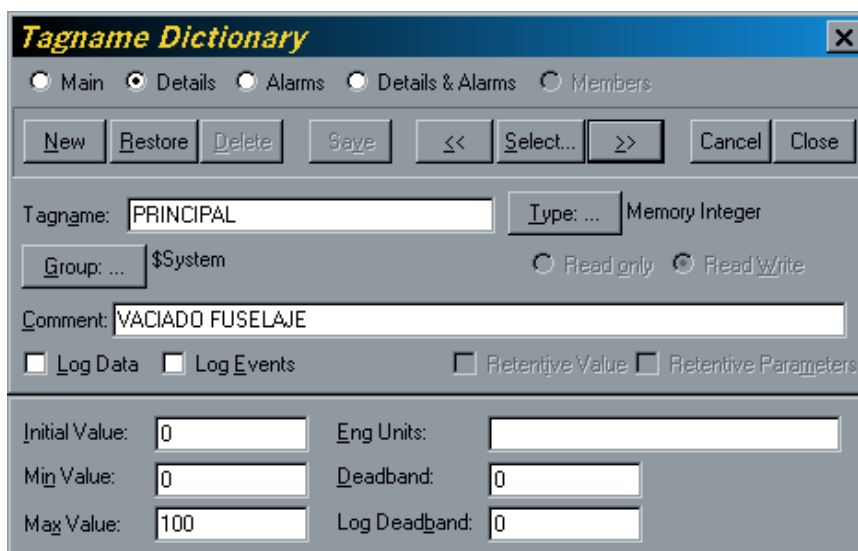 Tagname Dictionary
Main Details Alarms Details & Alarms Members
New Restore Delete Save << Select... >> Cancel Close
Tagname: PRINCIPAL Type: ... Memory Integer
Group: ... $System Read only Read Write
Comment: VACIADO FUSELAJE
Log Data Log Events Retentive Value Retentive Parameters
Initial Value: 0 Eng Units:
Min Value: 0 Deadband: 0
Max Value: 100 Log Deadband: 0